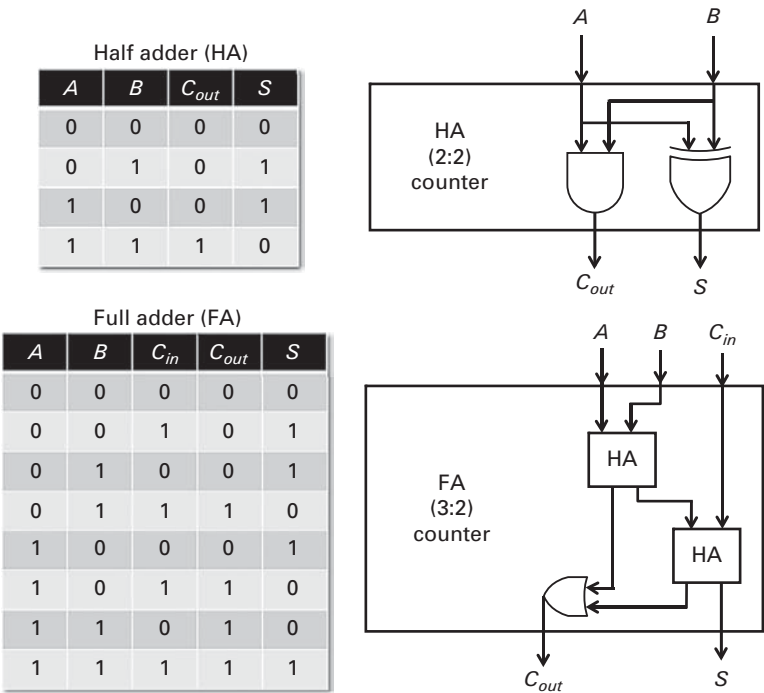 Half adder (HA)
A B Cout S
0 0 0 0
0 1 0 1
1 0 0 1
1 1 1 0
A B
HA
(2:2)
counter
Cout S
Full adder (FA)
A B Cin Cout S
0 0 0 0 0
0 0 1 0 1
0 1 0 0 1
0 1 1 1 0
1 0 0 0 1
1 0 1 1 0
1 1 0 1 0
1 1 1 1 1
A B Cin
HA
FA
(3:2)
counter
HA
Cout S